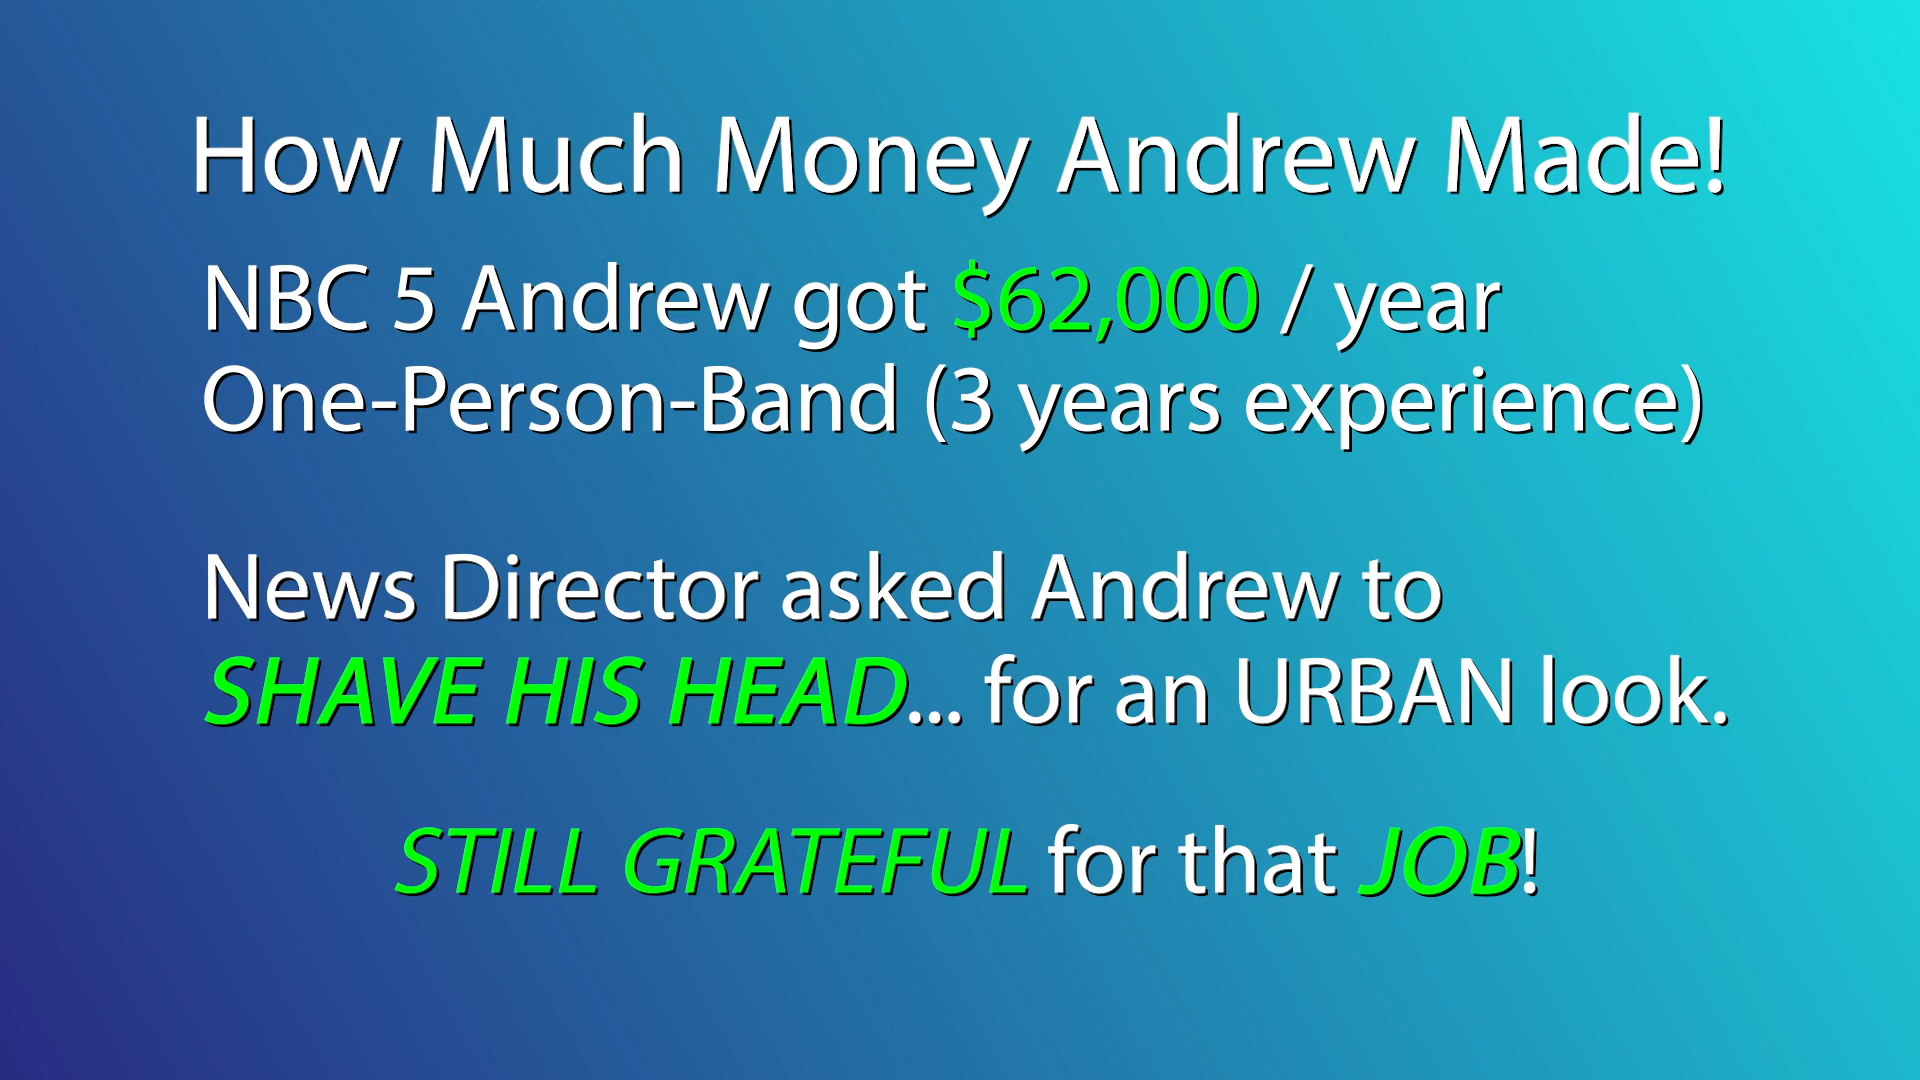 How Much Money Andrew Made!
NBC 5 Andrew got $62,000 / year
One-Person-Band (3 years experience)
News Director asked Andrew to
SHAVE HIS HEAD... for an URBAN look.
STILL GRATEFUL for that JOB!